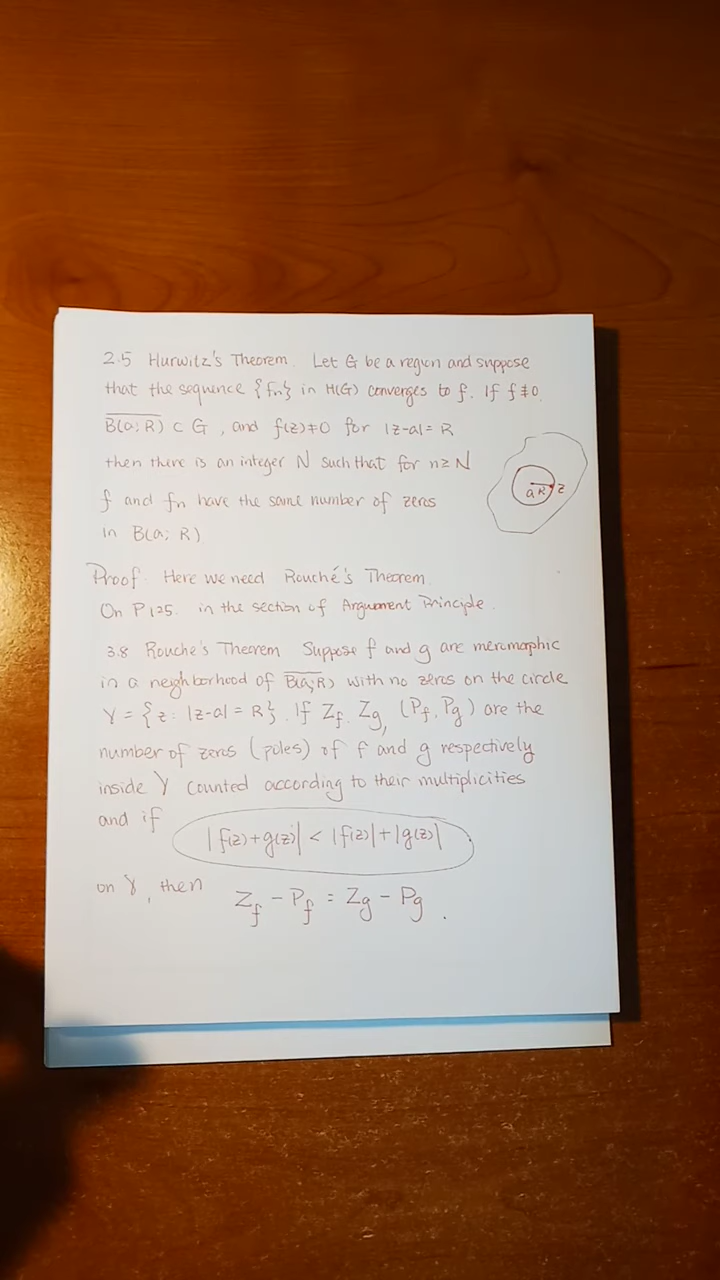 2.5 Hurwitz's Theorem. Let G be a region and suppose
that the sequence {fn} in H(G) converges to f. If f≢0,
B̅(̅a̅;̅ ̅R̅)̅ ⊂ G, and f(z)≠0 for |z-a|= R
then there is an integer N such that for n≥N
f and fn have the same number of zeros
in B(a; R)
a R z
Proof. Here we need Rouché's Theorem
On P125. in the section of Argument Principle.
3.8 Rouche's Theorem Suppose f and g are meromorphic
in a neighborhood of B̅(̅a̅;̅R̅)̅ with no zeros on the circle
γ = {z: |z-a| = R}. If Zf, Zg, (Pf, Pg) are the
number of zeros (poles) of f and g respectively
inside γ counted according to their multiplicities
and if
|f(z)+g(z)| < |f(z)|+|g(z)|
on γ, then
Zf - Pf = Zg - Pg.